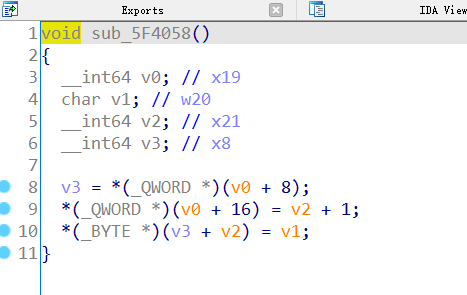 Exports IDA View
1 void sub_5F4058()
2 {
3 __int64 v0; // x19
4 char v1; // w20
5 __int64 v2; // x21
6 __int64 v3; // x8
7
8 v3 = *(_QWORD *)(v0 + 8);
9 *(_QWORD *)(v0 + 16) = v2 + 1;
10 *(_BYTE *)(v3 + v2) = v1;
11 }